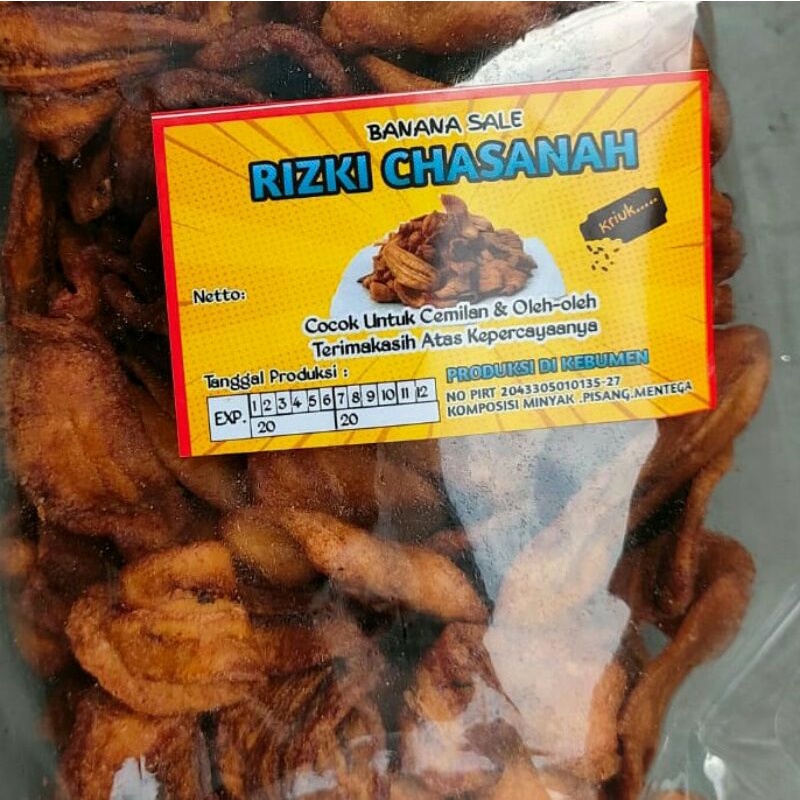 BANANA SALE
RIZKI CHASANAH
Kriuk.....
Netto:
Cocok Untuk Cemilan & Oleh-oleh
Terimakasih Atas Kepercayaanya
Tanggal Produksi :
EXP. 1 2 3 4 5 6 7 8 9 10 11 12
20 20
PRODUKSI DI KEBUMEN
NO PIRT 2043305010135-27
KOMPOSISI MINYAK .PISANG.MENTEGA